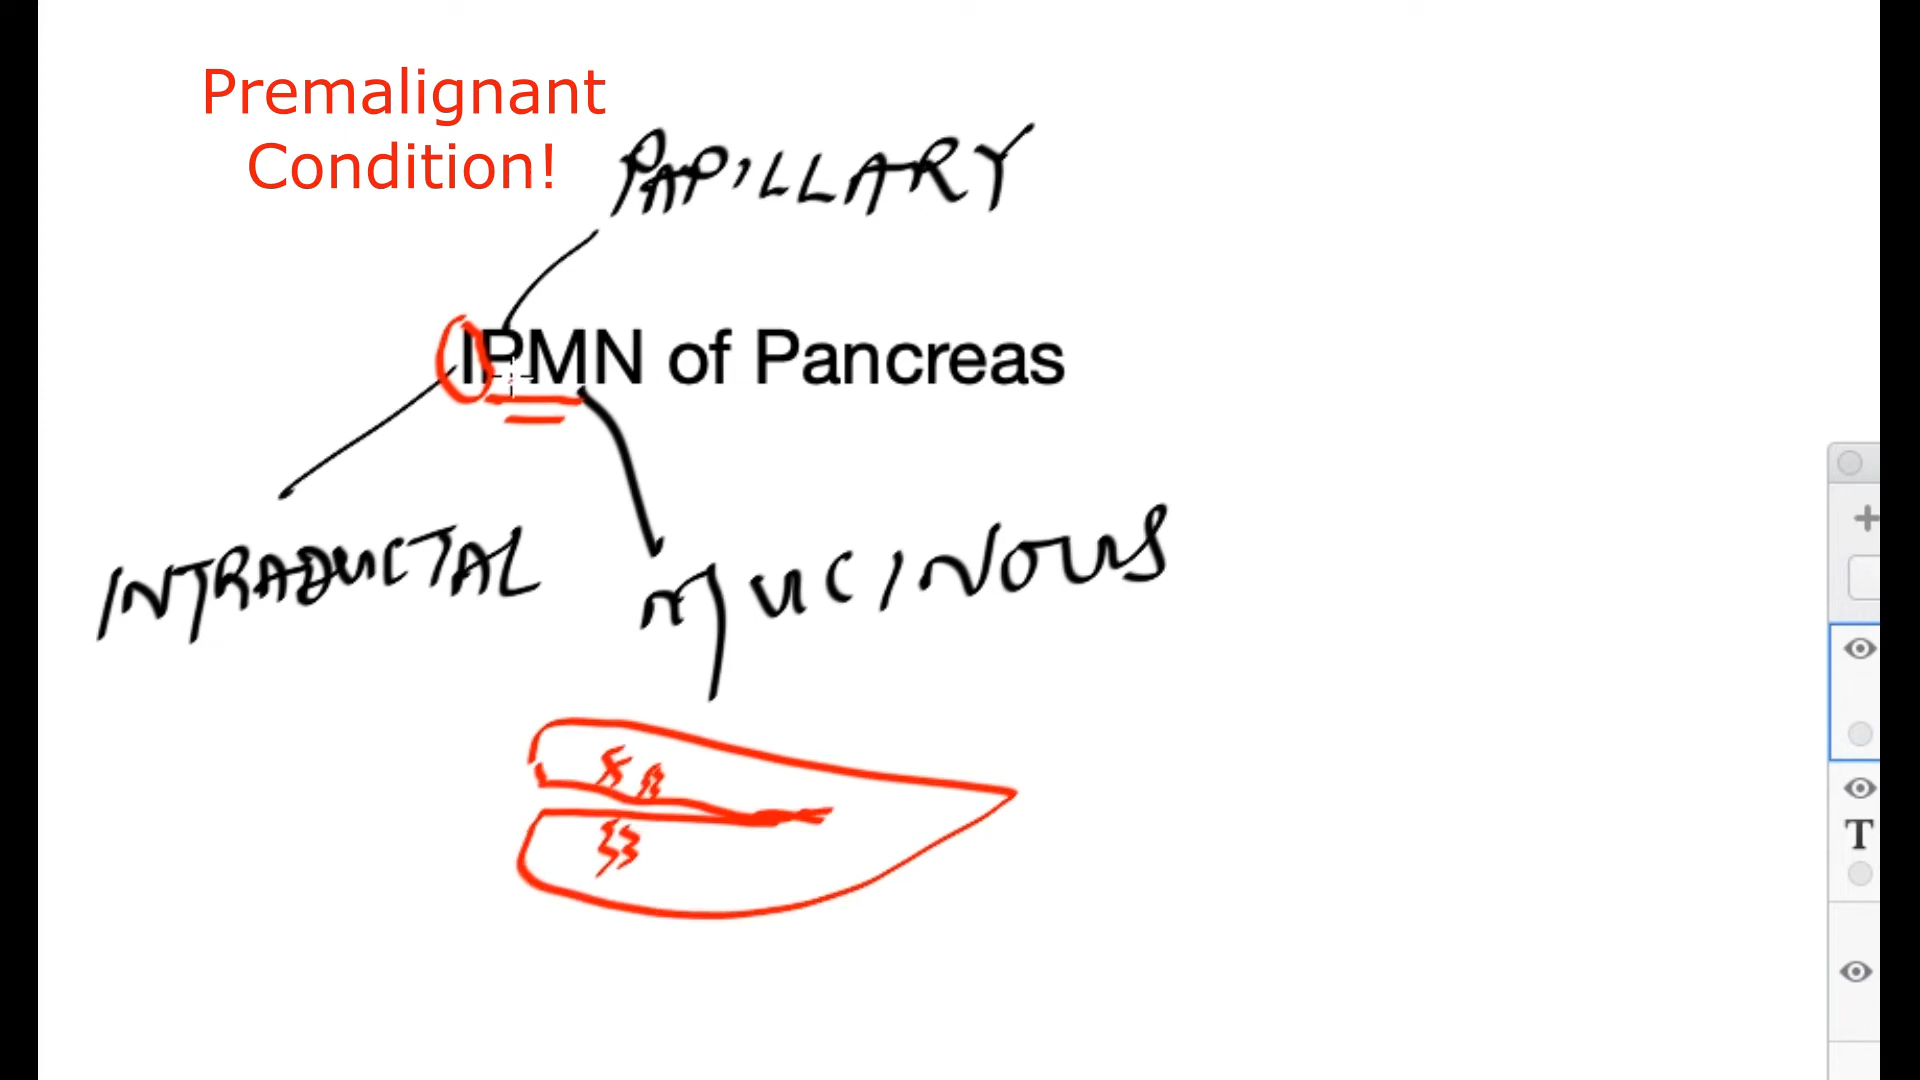 Premalignant
Condition!
PAPILLARY
IPMN of Pancreas
INTRADUCTAL
MUCINOUS
T